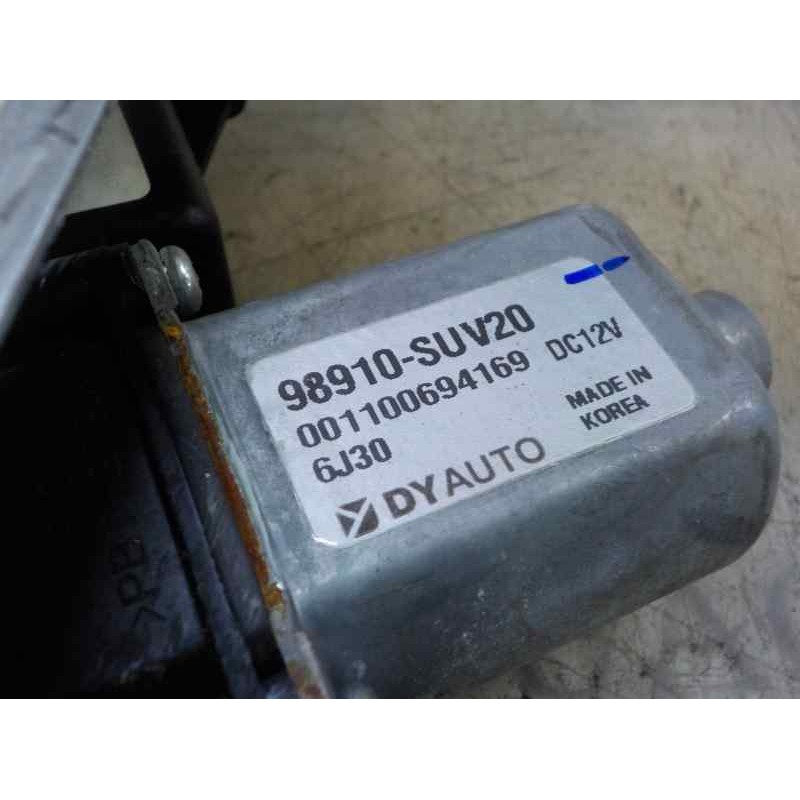 98910-SUV20
001100694169 DC12V
6J30
MADE IN
KOREA
DYAUTO